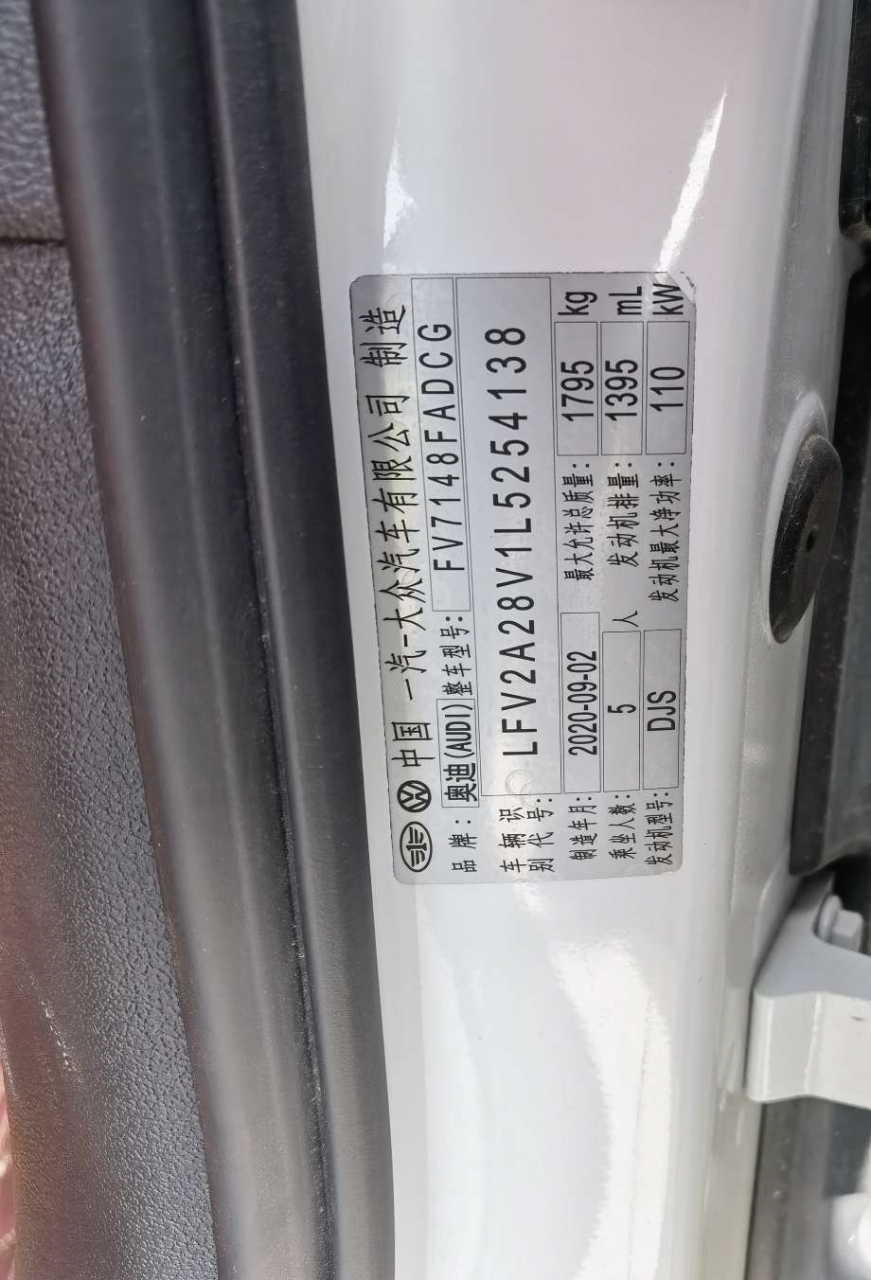 中国 一汽-大众汽车有限公司 制造
品牌: 奥迪(AUDI) 整车型号: FV7148FADCG
车辆识别代号: LFV2A28V1L5254138
制造年月: 2020-09-02 最大允许总质量: 1795 kg
乘坐人数: 5 人 发动机排量: 1395 mL
发动机型号: DJS 发动机最大净功率: 110 kW